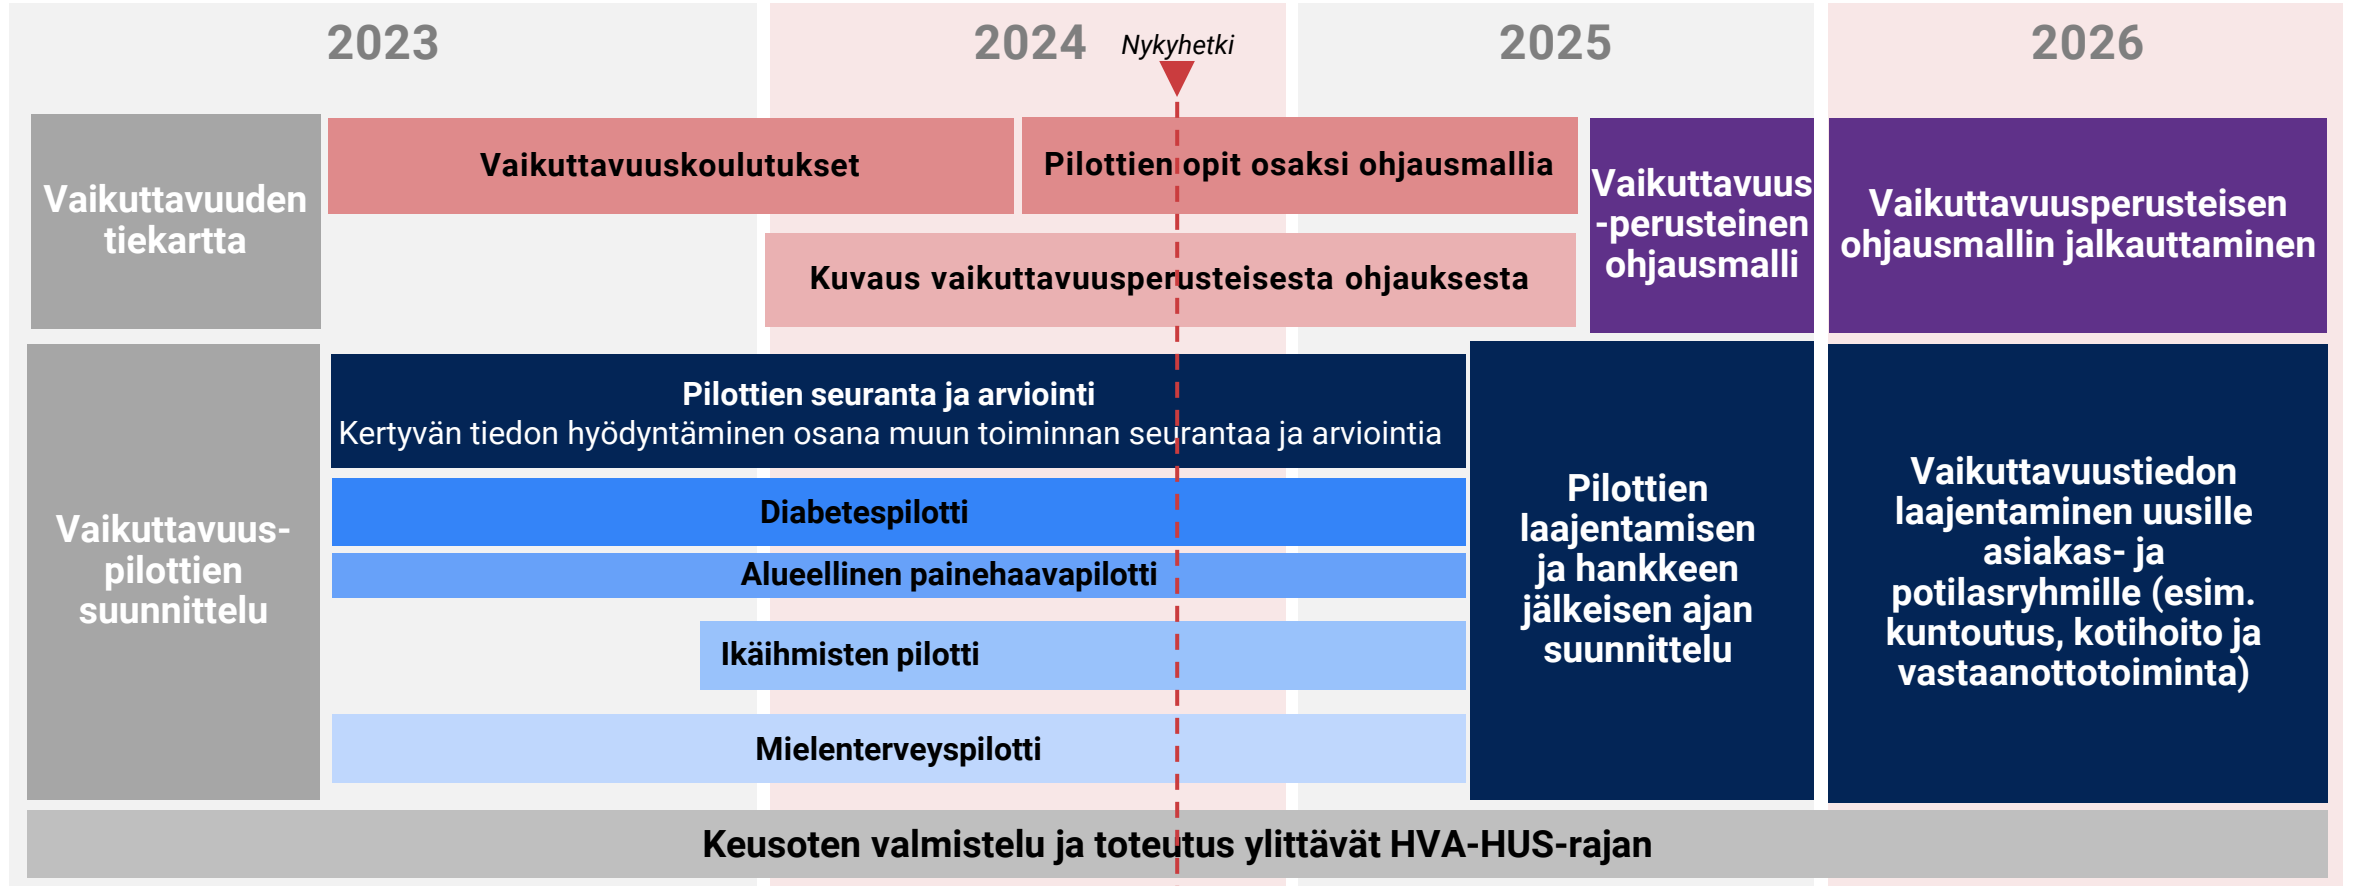 2023
2024
Nykyhetki
2025
2026
Vaikuttavuuden
tiekartta
Vaikuttavuuskoulutukset
Pilottien opit osaksi ohjausmallia
Kuvaus vaikuttavuusperusteisesta ohjauksesta
Vaikuttavuus
-perusteinen
ohjausmalli
Vaikuttavuusperusteisen
ohjausmallin jalkauttaminen
Vaikuttavuus-
pilottien
suunnittelu
Pilottien seuranta ja arviointi
Kertyvän tiedon hyödyntäminen osana muun toiminnan seurantaa ja arviointia
Diabetespilotti
Alueellinen painehaavapilotti
Ikäihmisten pilotti
Mielenterveyspilotti
Pilottien
laajentamisen
ja hankkeen
jälkeisen ajan
suunnittelu
Vaikuttavuustiedon
laajentaminen uusille
asiakas- ja
potilasryhmille (esim.
kuntoutus, kotihoito ja
vastaanottotoiminta)
Keusoten valmistelu ja toteutus ylittävät HVA-HUS-rajan